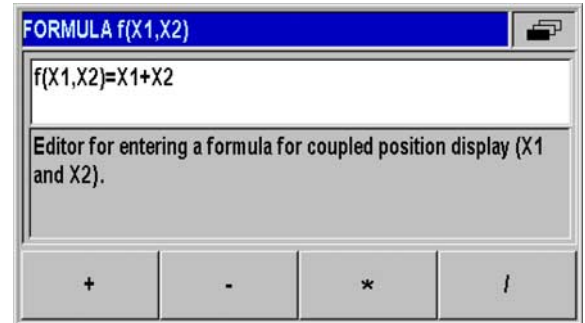 FORMULA f(X1,X2)
f(X1,X2)=X1+X2
Editor for entering a formula for coupled position display (X1
and X2).
+ - * /